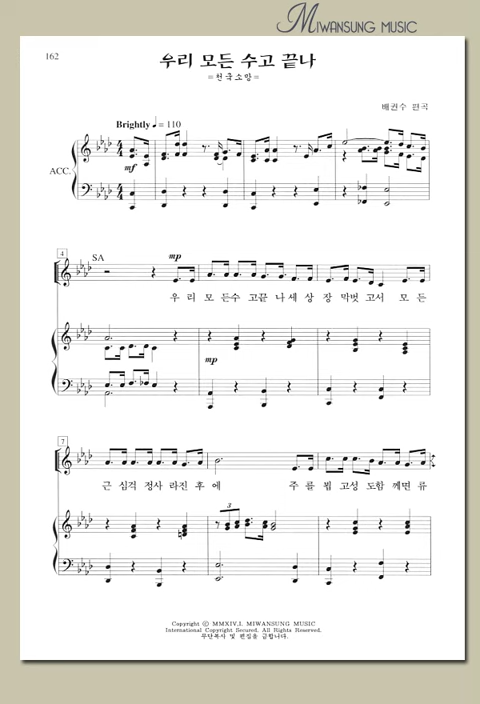 MIWANSUNG MUSIC
162
우리 모든 수고 끝나
=천국소망=
배권수 편곡
Brightly ♩ = 110
ACC.
mf
4
SA
mp
우 리 모 든수 고끝 나세 상 장 막벗 고서 모 든
mp
7
근 심걱 정사 라진 후 에 주 를 뵙 고성 도함 께면 류
3
Copyright © MMXIV.I. MIWANSUNG MUSIC
International Copyright Secured. All Rights Reserved.
무단복사 및 편집을 금합니다.